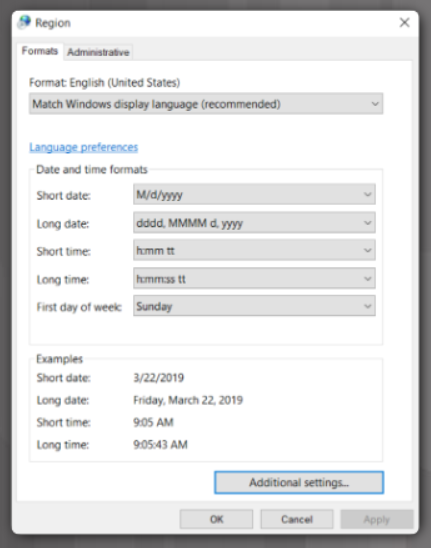 Region
Formats Administrative
Format: English (United States)
Match Windows display language (recommended)
Language preferences
Date and time formats
Short date: M/d/yyyy
Long date: dddd, MMMM d, yyyy
Short time: h:mm tt
Long time: h:mm:ss tt
First day of week: Sunday
Examples
Short date: 3/22/2019
Long date: Friday, March 22, 2019
Short time: 9:05 AM
Long time: 9:05:43 AM
Additional settings...
OK Cancel Apply